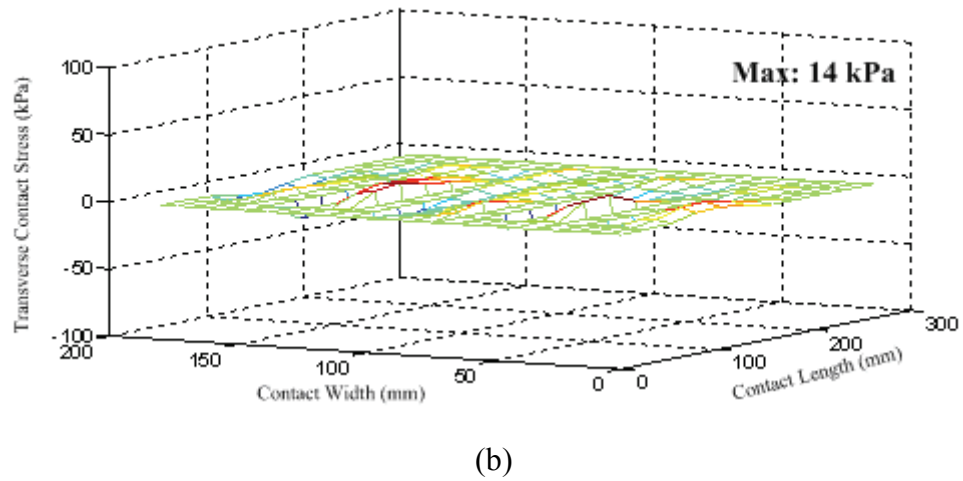 Max: 14 kPa
Transverse Contact Stress (kPa)
100
50
0
-50
-100
200
150
100
50
0
Contact Width (mm)
0
100
200
300
Contact Length (mm)
(b)